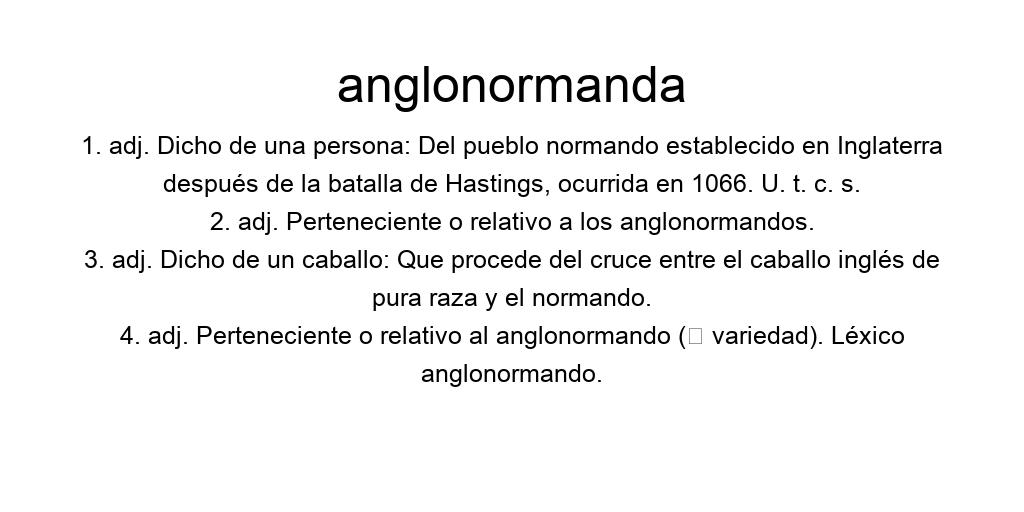 anglonormanda
1. adj. Dicho de una persona: Del pueblo normando establecido en Inglaterra
después de la batalla de Hastings, ocurrida en 1066. U. t. c. s.
2. adj. Perteneciente o relativo a los anglonormandos.
3. adj. Dicho de un caballo: Que procede del cruce entre el caballo inglés de
pura raza y el normando.
4. adj. Perteneciente o relativo al anglonormando (□ variedad). Léxico
anglonormando.